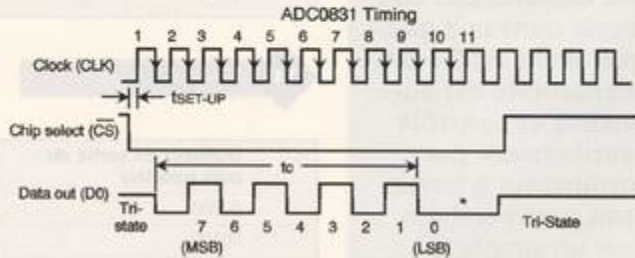 ADC0831 Timing
1 2 3 4 5 6 7 8 9 10 11
Clock (CLK)
tSET-UP
Chip select (CS)
tc
Data out (D0)
Tri-
state
7 6 5 4 3 2 1 0 *
Tri-State
(MSB) (LSB)